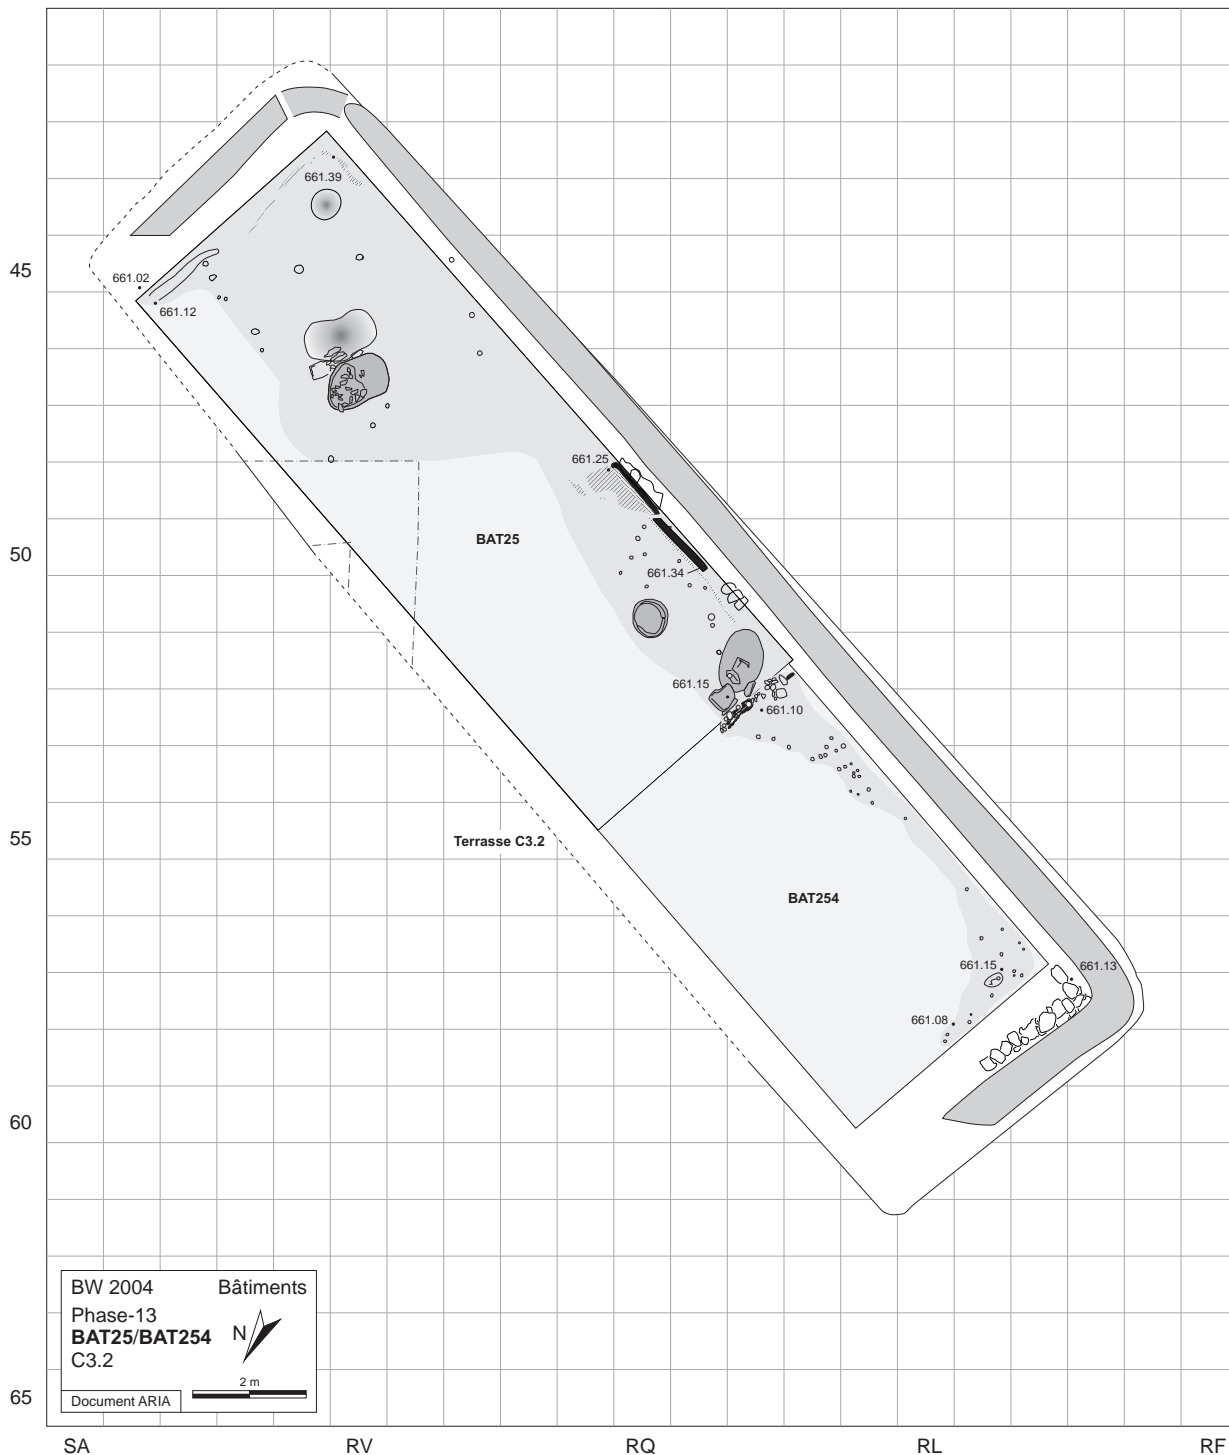 661.39
45
661.02
661.12
661.25
BAT25
50
661.34
661.15
661.10
55
Terrasse C3.2
BAT254
661.15
661.13
661.08
60
BW 2004 Bâtiments
Phase-13
BAT25/BAT254 N
C3.2
2 m
Document ARIA
65
SA RV RQ RL RF